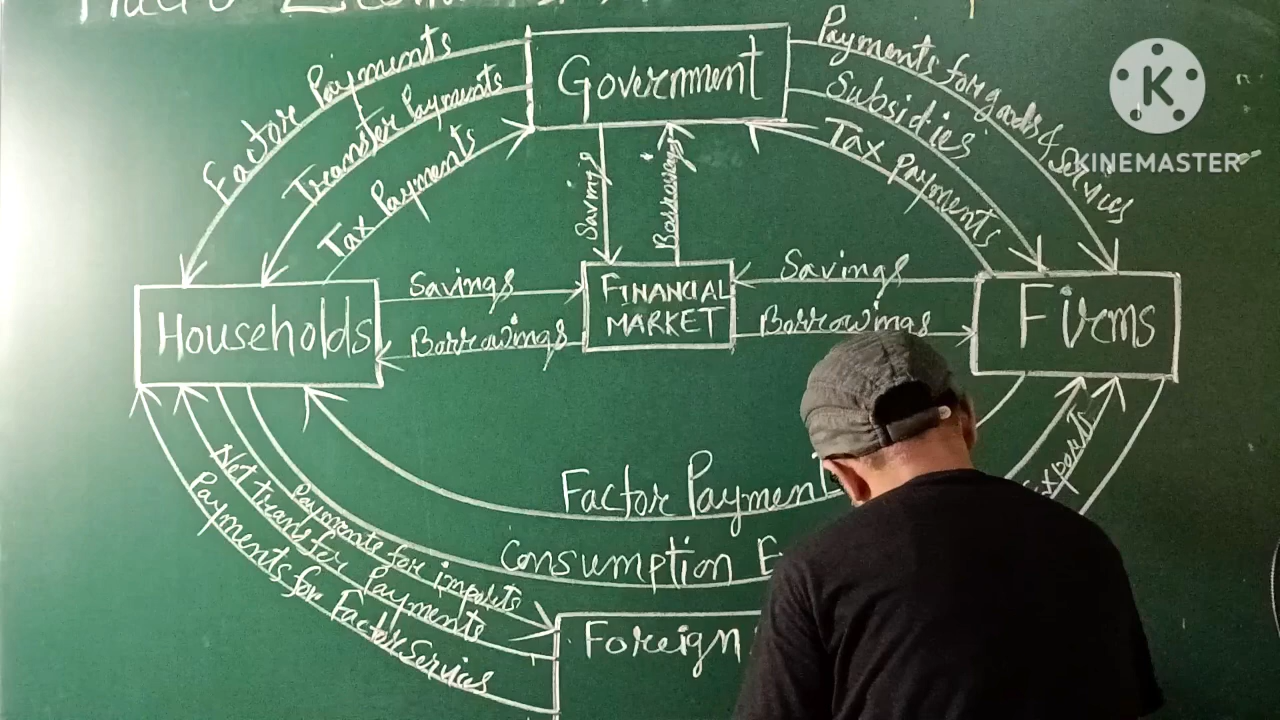 Government
Factor Payments
Transfer Payments
Tax Payments
Payments for goods & Services
Subsidies
Tax payments
K
KINEMASTER
Savings
Borrowings
Households
Savings
Borrowings
FINANCIAL
MARKET
Savings
Borrowings
Firms
Factor Payment
Consumption E
Exports
Payments for imports
Net transfer Payments
Payments for Factor Services
Foreign